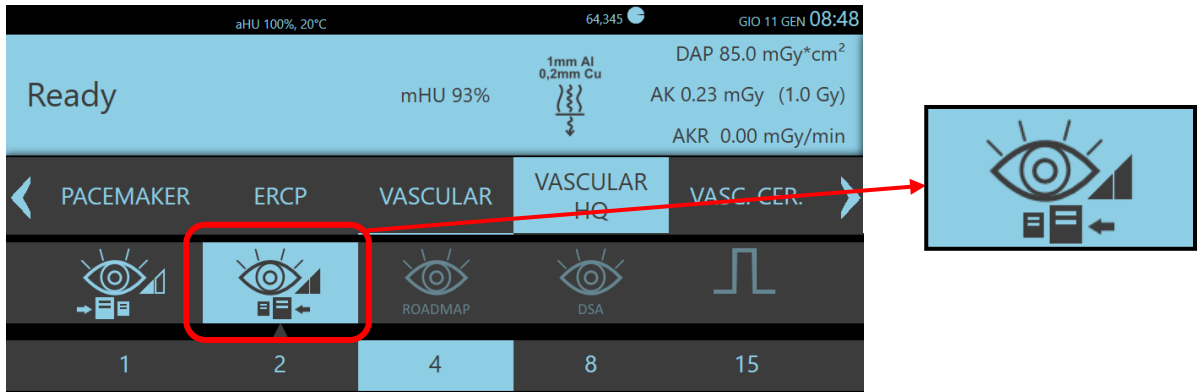 aHU 100%, 20°C 64,345 GIO 11 GEN 08:48
Ready
mHU 93%
1mm Al
0,2mm Cu
DAP 85.0 mGy*cm²
AK 0.23 mGy (1.0 Gy)
AKR 0.00 mGy/min
PACEMAKER ERCP VASCULAR VASCULAR HQ VASC. CER.
ROADMAP DSA
1 2 4 8 15